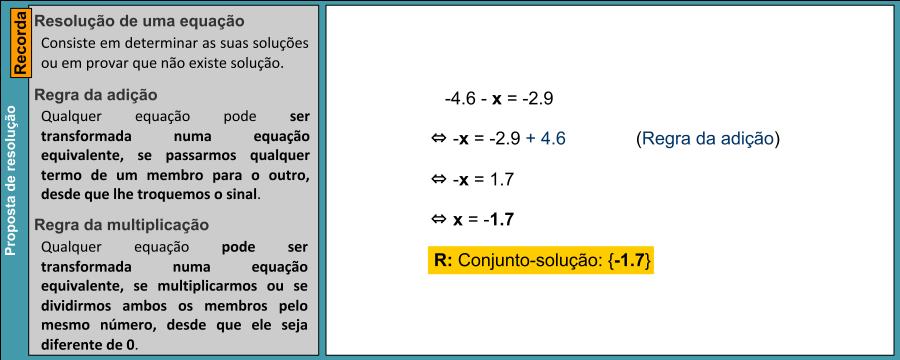 Proposta de resolução
Recorda
Resolução de uma equação
Consiste em determinar as suas soluções
ou em provar que não existe solução.
Regra da adição
Qualquer equação pode ser
transformada numa equação
equivalente, se passarmos qualquer
termo de um membro para o outro,
desde que lhe troquemos o sinal.
Regra da multiplicação
Qualquer equação pode ser
transformada numa equação
equivalente, se multiplicarmos ou se
dividirmos ambos os membros pelo
mesmo número, desde que ele seja
diferente de 0.
-4.6 - x = -2.9
⇔ -x = -2.9 + 4.6 (Regra da adição)
⇔ -x = 1.7
⇔ x = -1.7
R: Conjunto-solução: {-1.7}